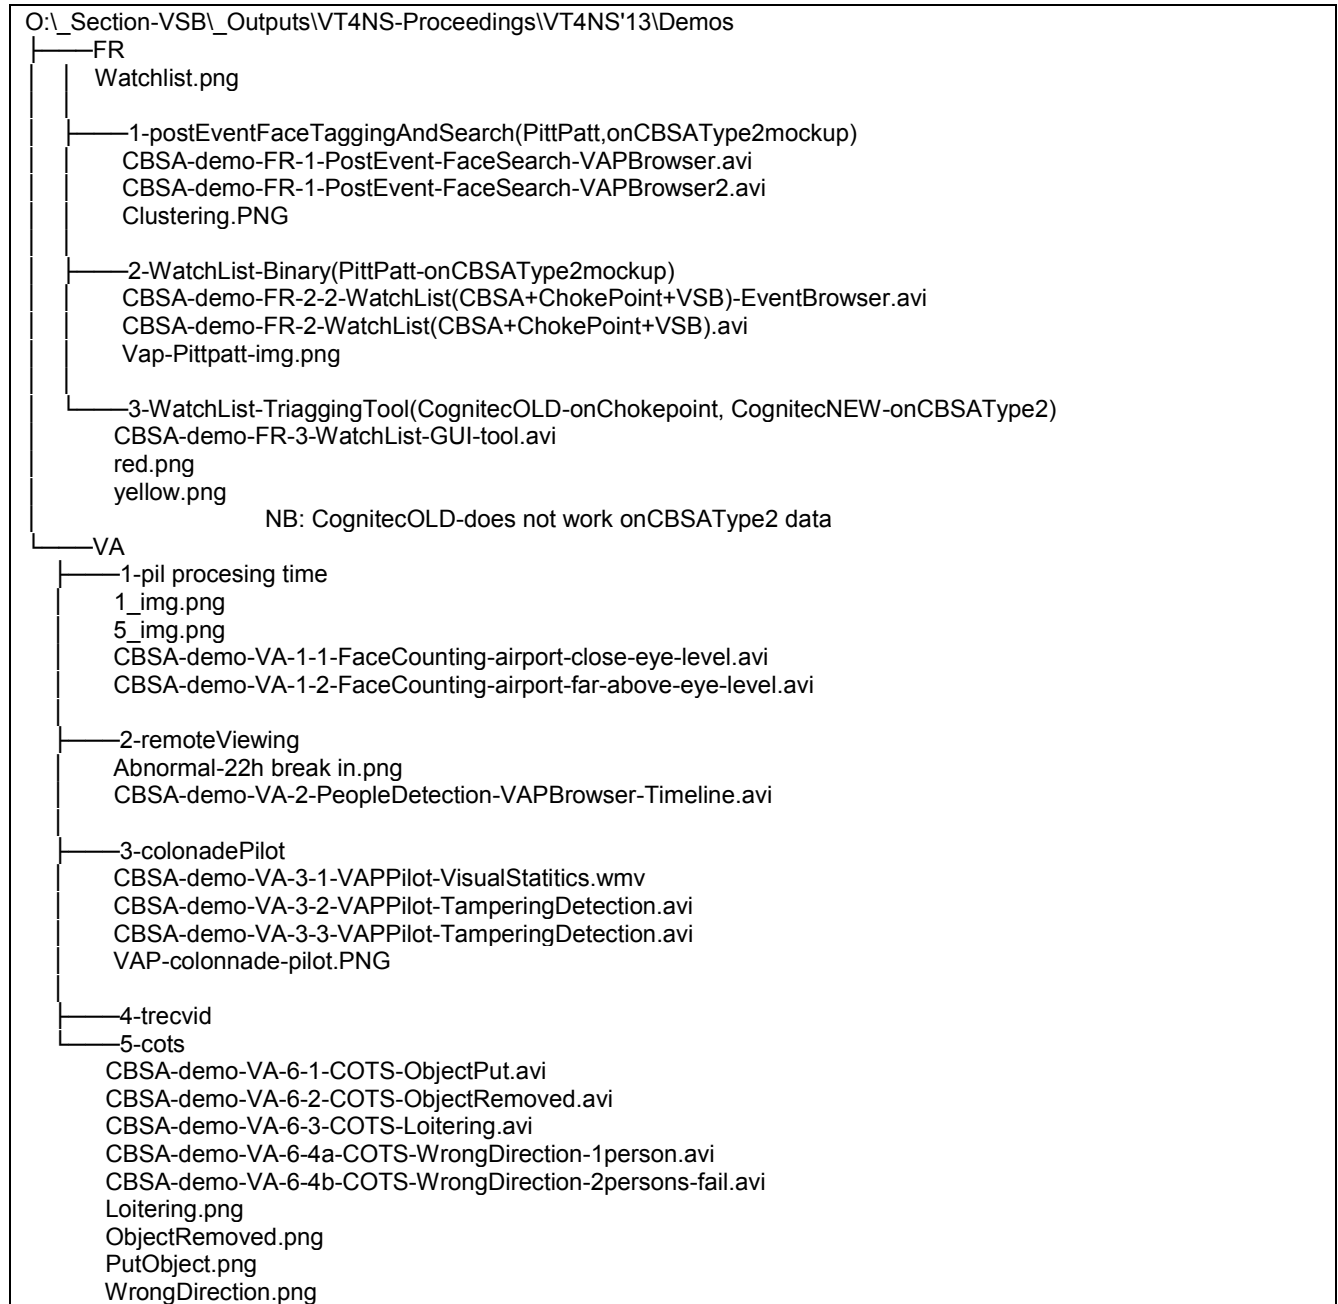 O:\_Section-VSB\_Outputs\VT4NS-Proceedings\VT4NS'13\Demos
├───FR
│   │   Watchlist.png
│   │
│   ├───1-postEventFaceTaggingAndSearch(PittPatt,onCBSAType2mockup)
│   │       CBSA-demo-FR-1-PostEvent-FaceSearch-VAPBrowser.avi
│   │       CBSA-demo-FR-1-PostEvent-FaceSearch-VAPBrowser2.avi
│   │       Clustering.PNG
│   │
│   ├───2-WatchList-Binary(PittPatt-onCBSAType2mockup)
│   │       CBSA-demo-FR-2-2-WatchList(CBSA+ChokePoint+VSB)-EventBrowser.avi
│   │       CBSA-demo-FR-2-WatchList(CBSA+ChokePoint+VSB).avi
│   │       Vap-Pittpatt-img.png
│   │
│   └───3-WatchList-TriaggingTool(CognitecOLD-onChokepoint, CognitecNEW-onCBSAType2)
│           CBSA-demo-FR-3-WatchList-GUI-tool.avi
│           red.png
│           yellow.png
│                   NB: CognitecOLD-does not work onCBSAType2 data
└───VA
    ├───1-pil procesing time
    │       1_img.png
    │       5_img.png
    │       CBSA-demo-VA-1-1-FaceCounting-airport-close-eye-level.avi
    │       CBSA-demo-VA-1-2-FaceCounting-airport-far-above-eye-level.avi
    │
    ├───2-remoteViewing
    │       Abnormal-22h break in.png
    │       CBSA-demo-VA-2-PeopleDetection-VAPBrowser-Timeline.avi
    │
    ├───3-colonadePilot
    │       CBSA-demo-VA-3-1-VAPPilot-VisualStatitics.wmv
    │       CBSA-demo-VA-3-2-VAPPilot-TamperingDetection.avi
    │       CBSA-demo-VA-3-3-VAPPilot-TamperingDetection.avi
    │       VAP-colonnade-pilot.PNG
    │
    ├───4-trecvid
    └───5-cots
            CBSA-demo-VA-6-1-COTS-ObjectPut.avi
            CBSA-demo-VA-6-2-COTS-ObjectRemoved.avi
            CBSA-demo-VA-6-3-COTS-Loitering.avi
            CBSA-demo-VA-6-4a-COTS-WrongDirection-1person.avi
            CBSA-demo-VA-6-4b-COTS-WrongDirection-2persons-fail.avi
            Loitering.png
            ObjectRemoved.png
            PutObject.png
            WrongDirection.png